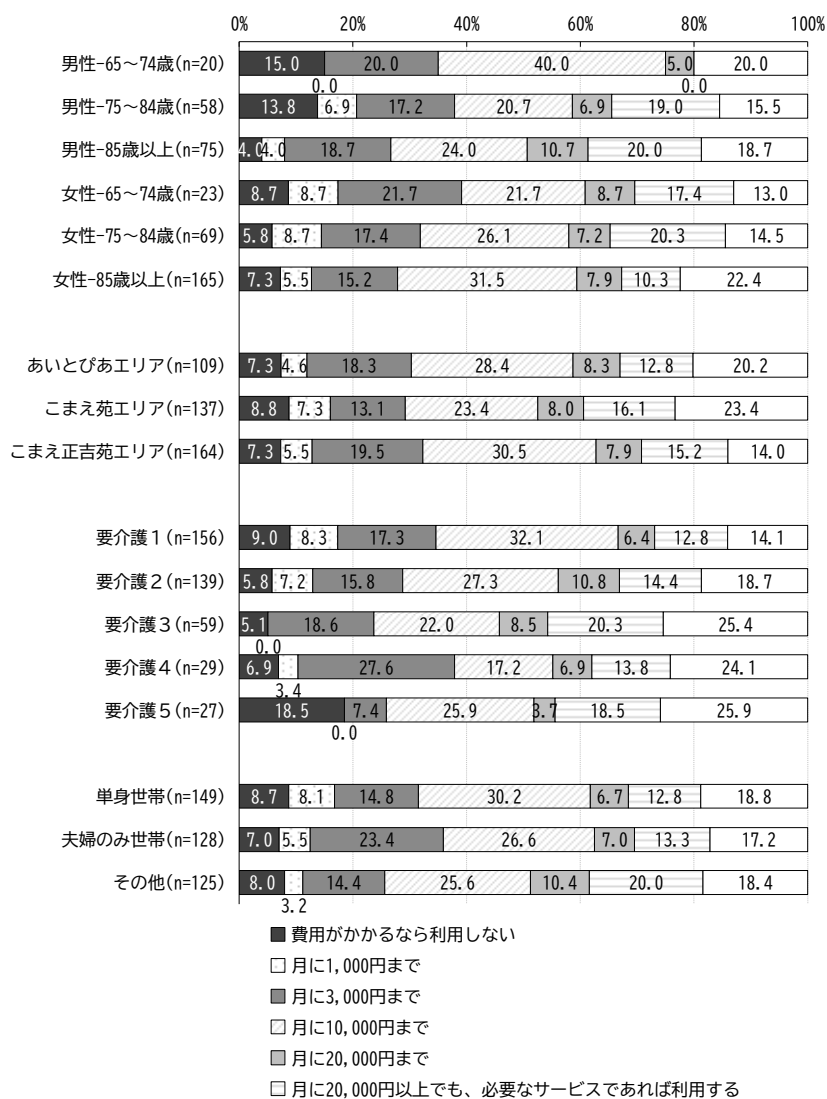 0% 20% 40% 60% 80% 100%
男性-65～74歳(n=20) 15.0 20.0 40.0 5.0 20.0
0.0 0.0
男性-75～84歳(n=58) 13.8 6.9 17.2 20.7 6.9 19.0 15.5
男性-85歳以上(n=75) 4.0 4.0 18.7 24.0 10.7 20.0 18.7
女性-65～74歳(n=23) 8.7 8.7 21.7 21.7 8.7 17.4 13.0
女性-75～84歳(n=69) 5.8 8.7 17.4 26.1 7.2 20.3 14.5
女性-85歳以上(n=165) 7.3 5.5 15.2 31.5 7.9 10.3 22.4
あいとぴあエリア(n=109) 7.3 4.6 18.3 28.4 8.3 12.8 20.2
こまえ苑エリア(n=137) 8.8 7.3 13.1 23.4 8.0 16.1 23.4
こまえ正吉苑エリア(n=164) 7.3 5.5 19.5 30.5 7.9 15.2 14.0
要介護１(n=156) 9.0 8.3 17.3 32.1 6.4 12.8 14.1
要介護２(n=139) 5.8 7.2 15.8 27.3 10.8 14.4 18.7
要介護３(n=59) 5.1 18.6 22.0 8.5 20.3 25.4
0.0
要介護４(n=29) 6.9 27.6 17.2 6.9 13.8 24.1
3.4
要介護５(n=27) 18.5 7.4 25.9 3.7 18.5 25.9
0.0
単身世帯(n=149) 8.7 8.1 14.8 30.2 6.7 12.8 18.8
夫婦のみ世帯(n=128) 7.0 5.5 23.4 26.6 7.0 13.3 17.2
その他(n=125) 8.0 14.4 25.6 10.4 20.0 18.4
3.2
費用がかかるなら利用しない
月に1,000円まで
月に3,000円まで
月に10,000円まで
月に20,000円まで
月に20,000円以上でも、必要なサービスであれば利用する